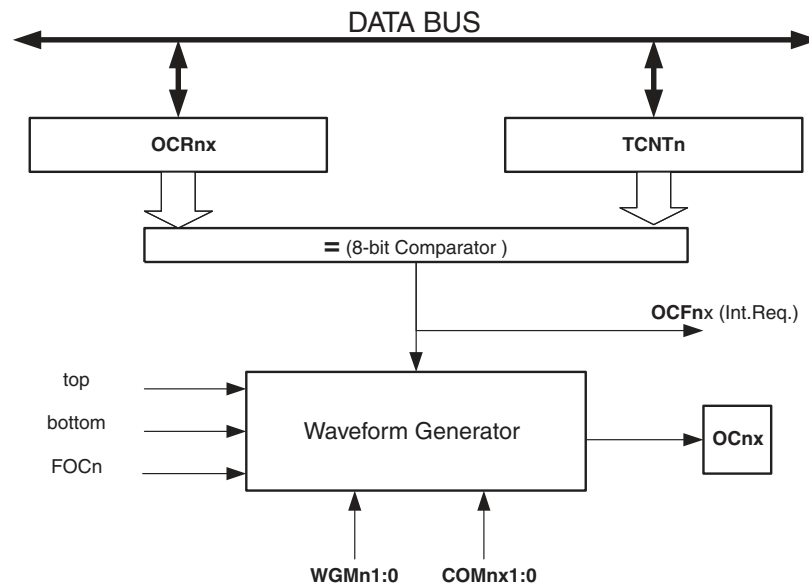 DATA BUS
OCRnx
TCNTn
= (8-bit Comparator )
OCFnx (Int.Req.)
top
bottom
FOCn
Waveform Generator
OCnx
WGMn1:0
COMnx1:0